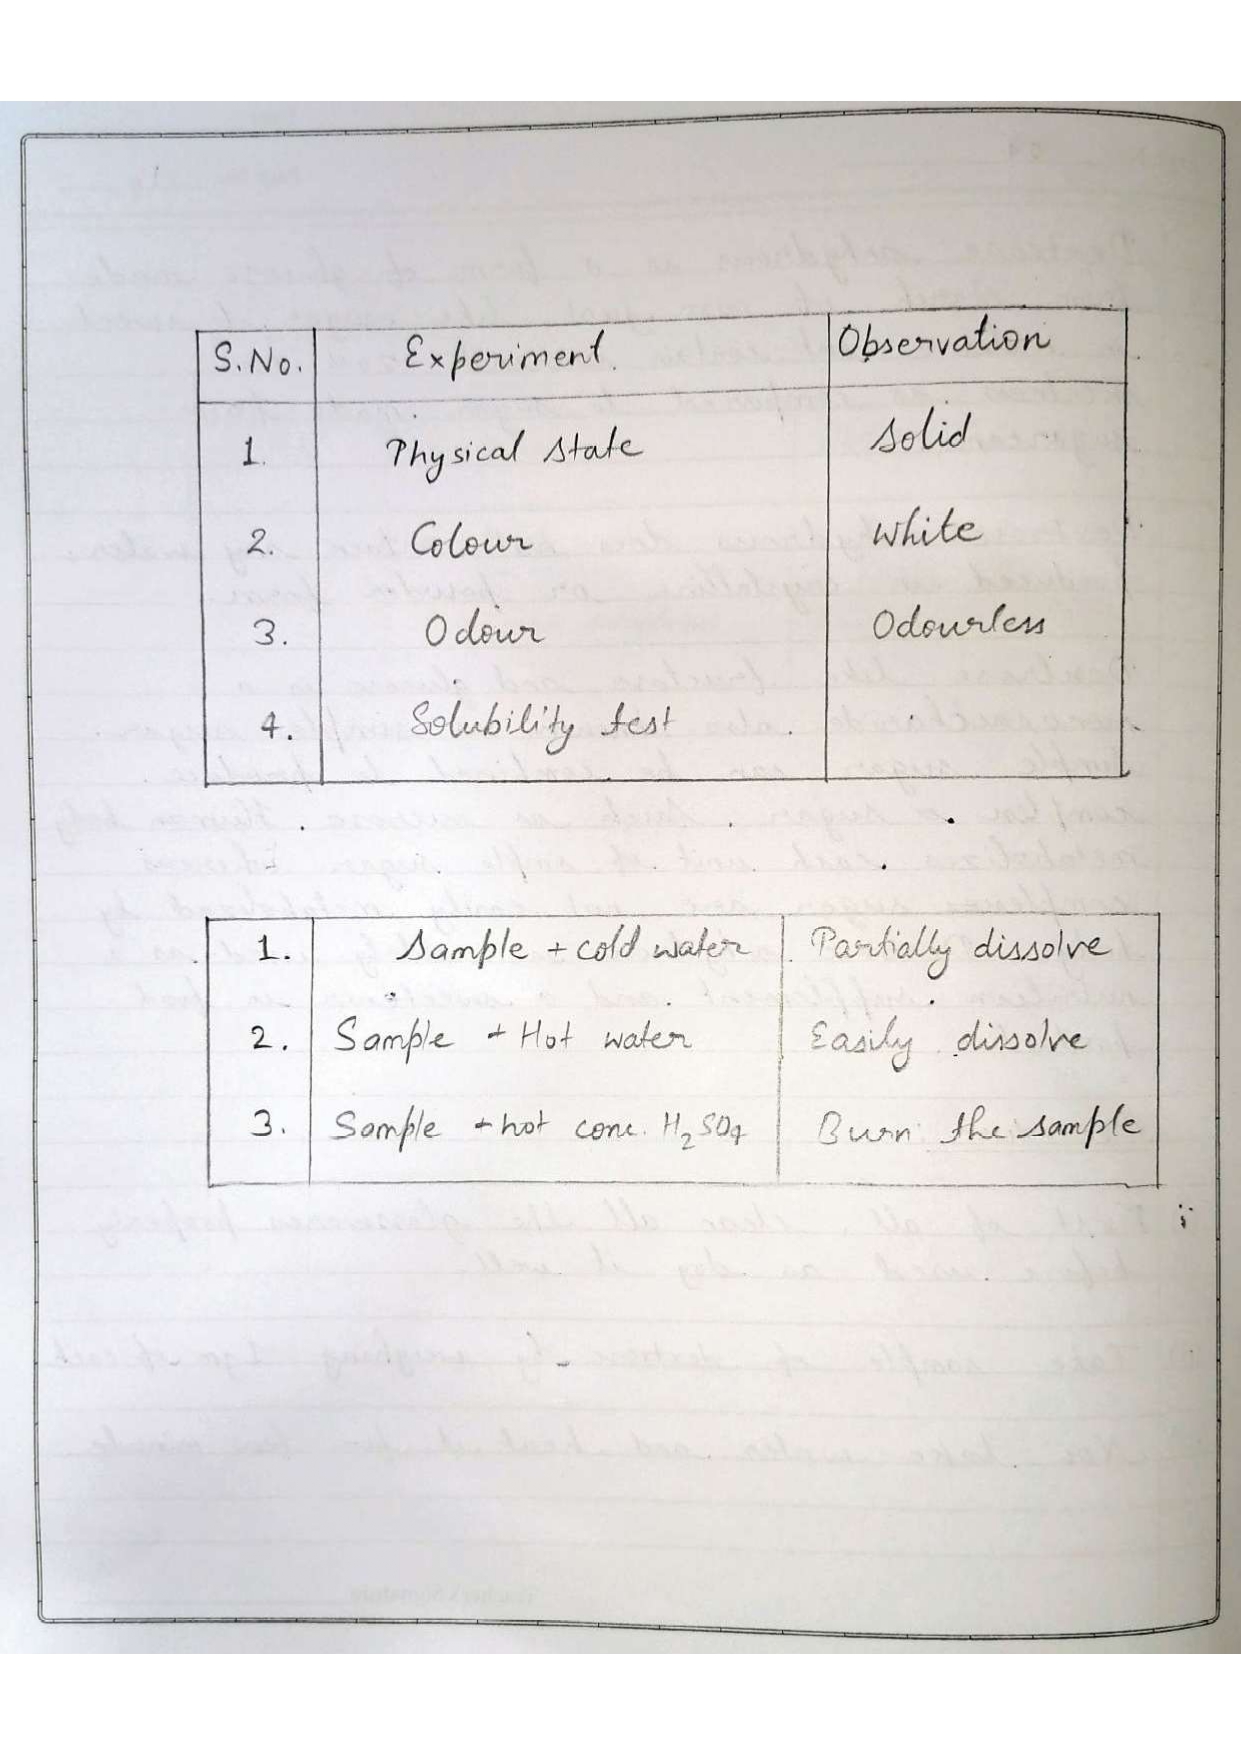 S.No. Experiment. Observation
1. Physical state solid
2. Colour white
3. Odour Odourless
4. Solubility test
1. Sample + cold water Partially dissolve
2. Sample + Hot water Easily dissolve
3. Sample + hot conc. H₂SO₄ Burn the sample